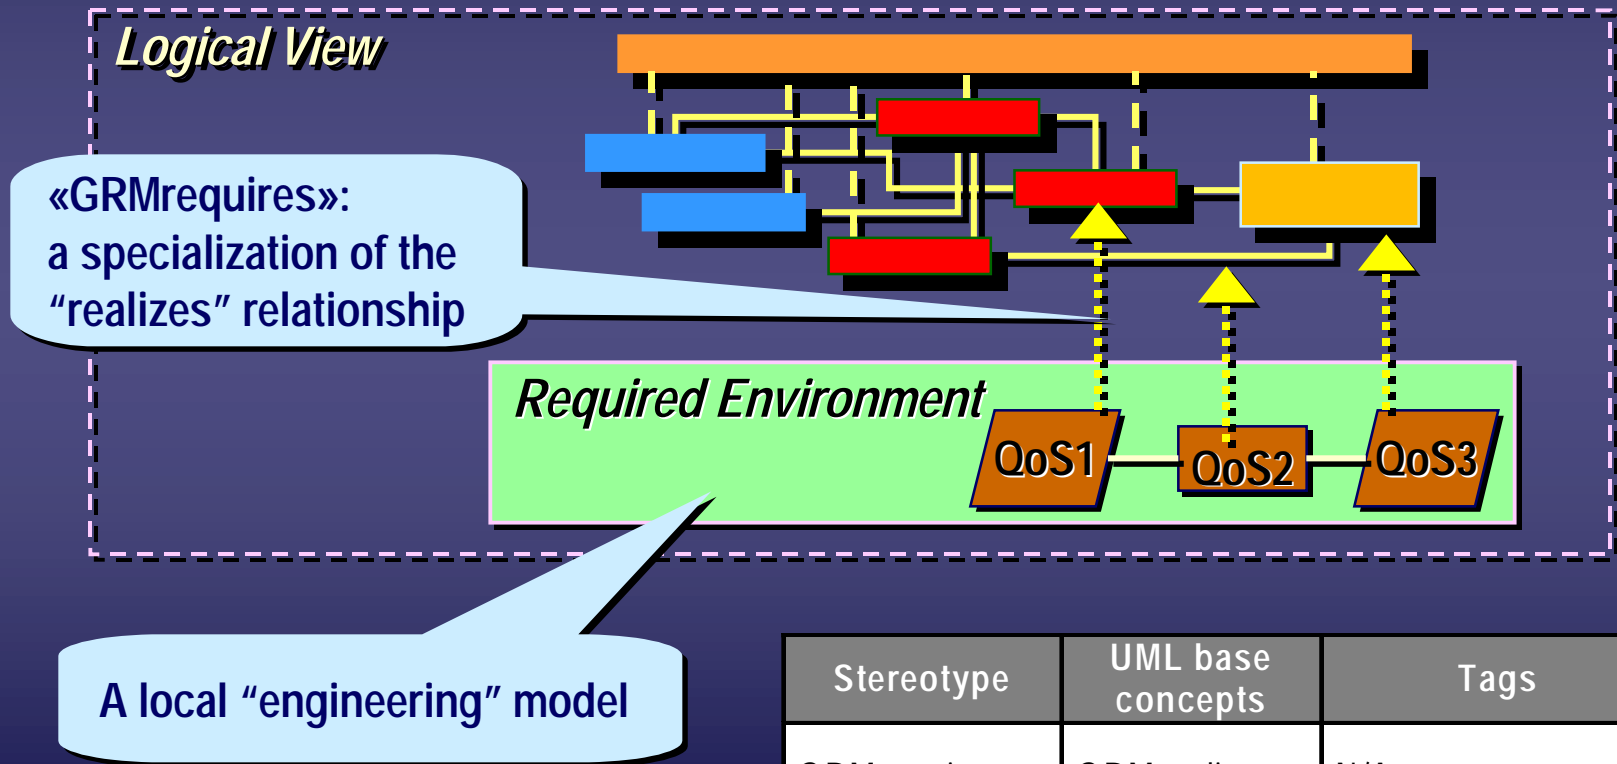 Logical View
«GRMrequires»:
a specialization of the
“realizes” relationship
Required Environment
QoS1
QoS2
QoS3
A local “engineering” model
Stereotype
UML base
concepts
Tags